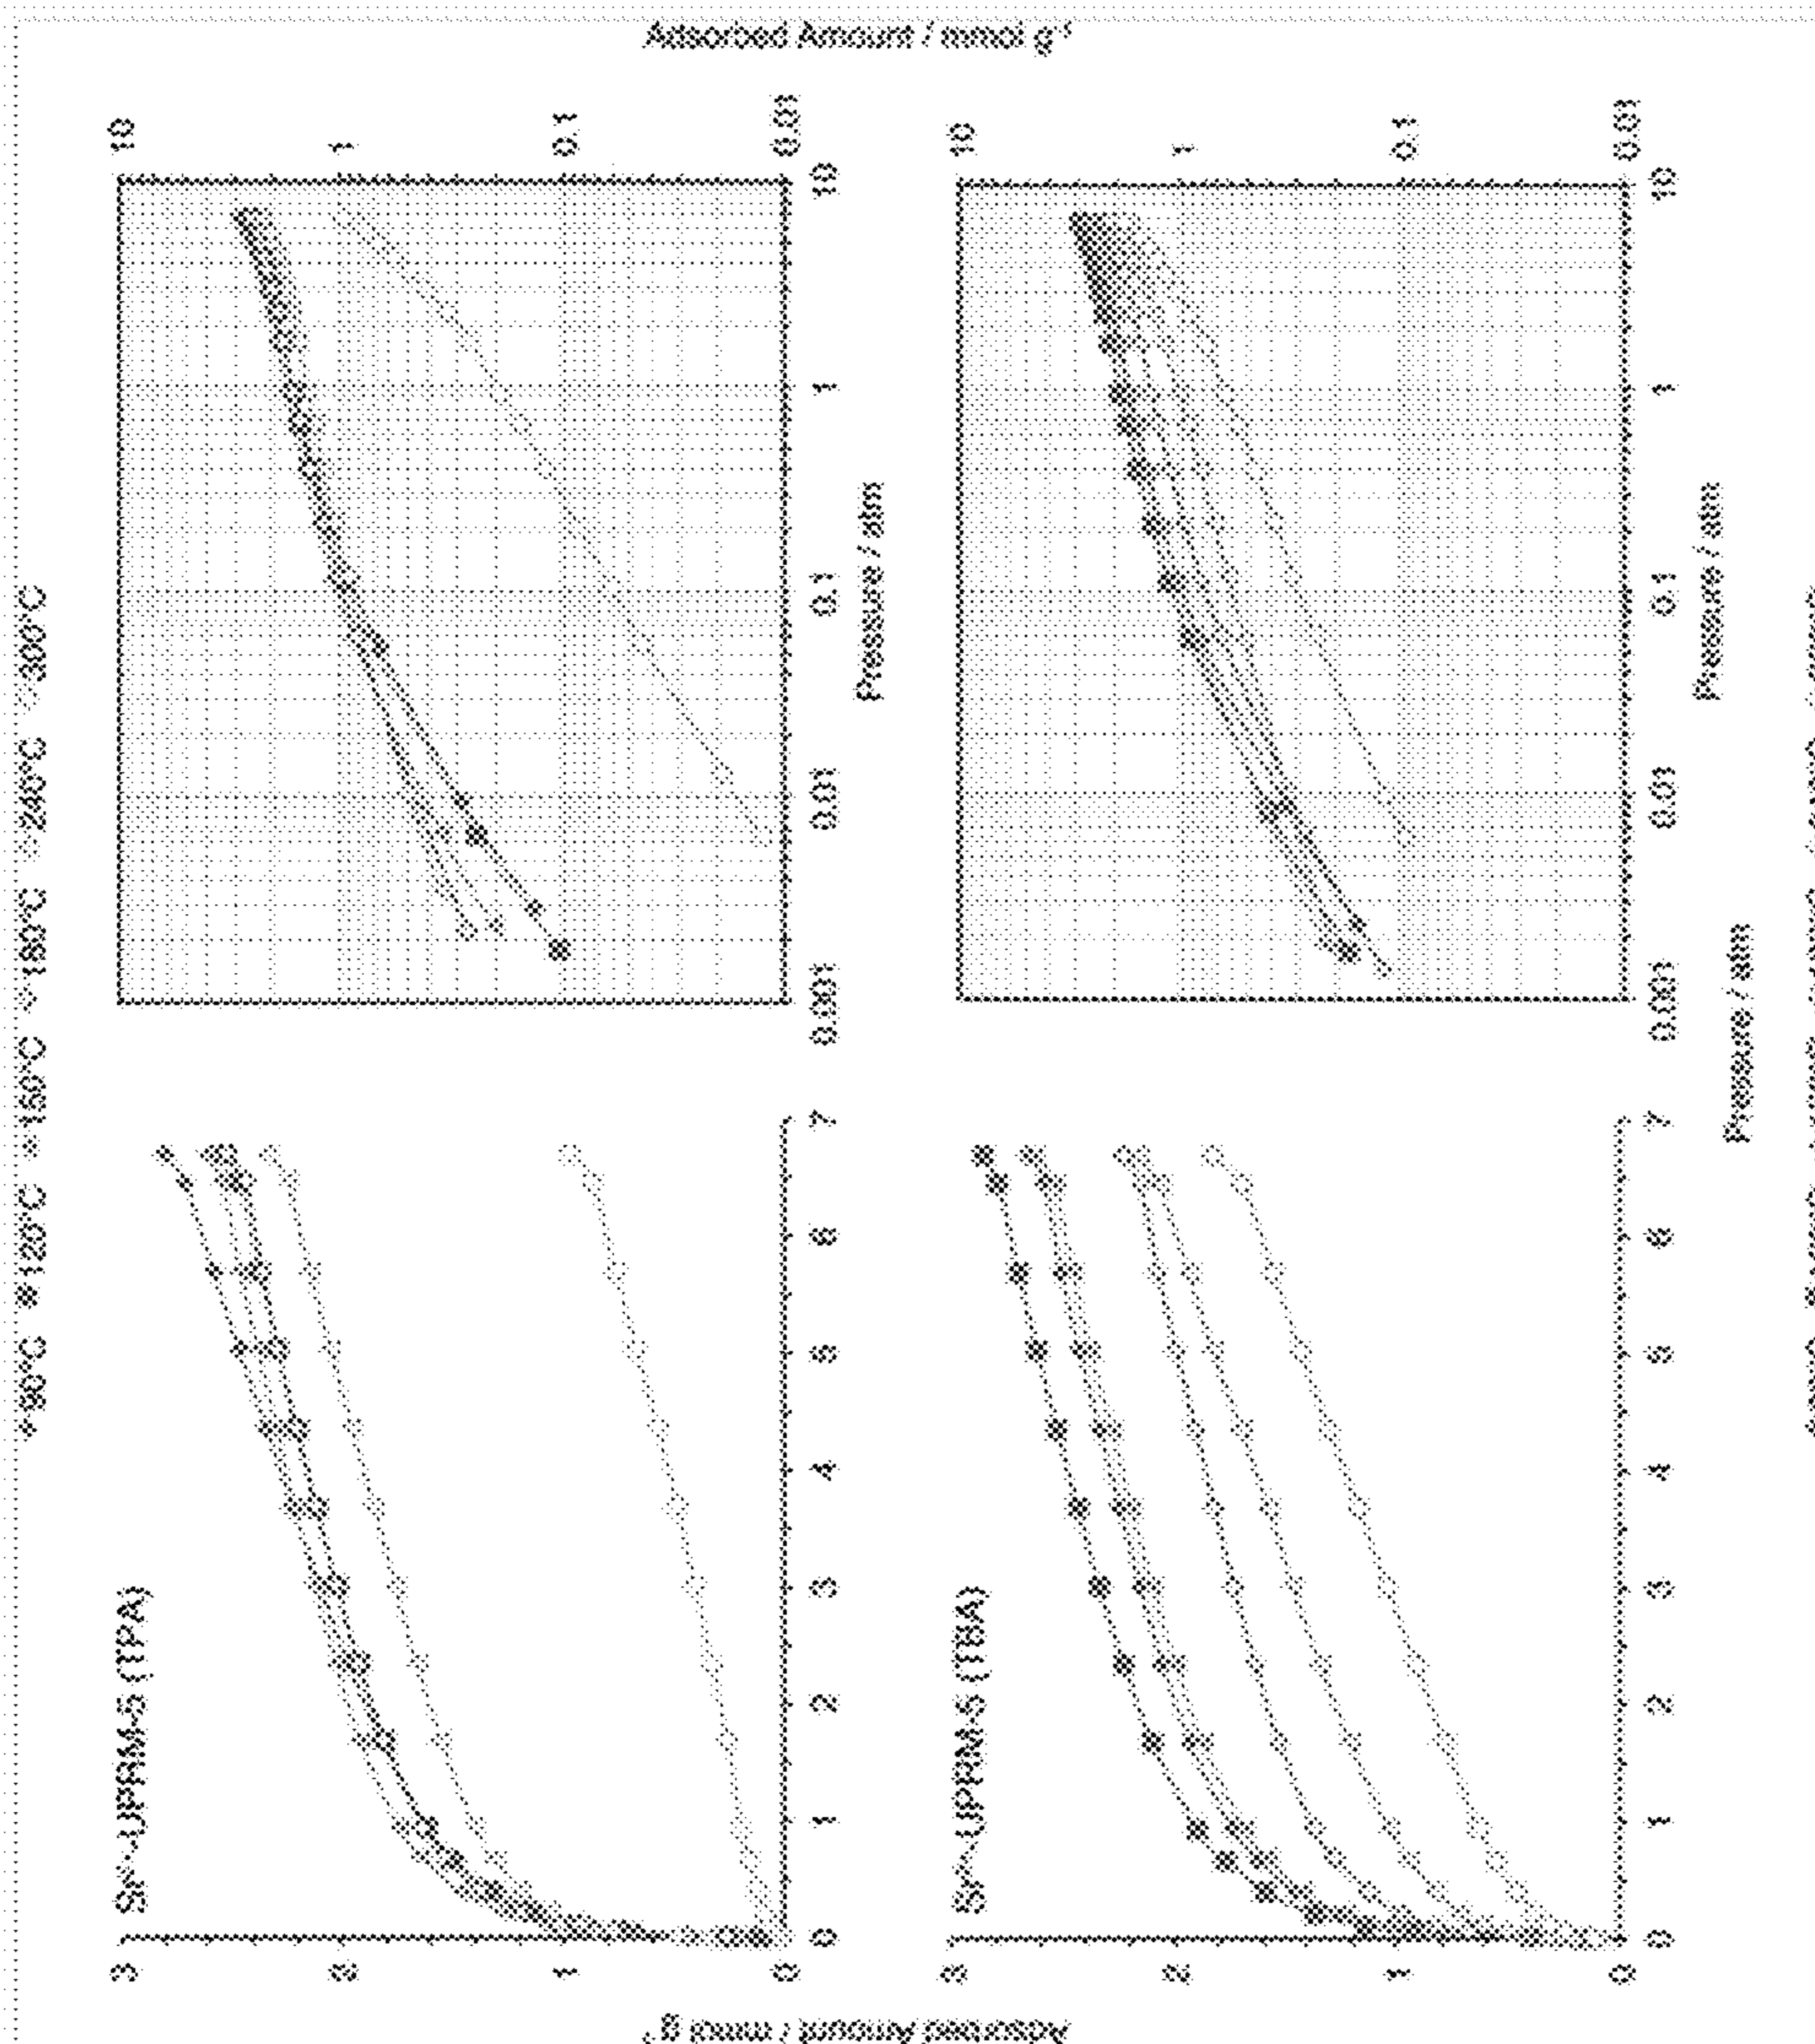 90°C 120°C 150°C 180°C 240°C 300°C
Sr²⁺-UPRM-5 (TPA)
3
2
1
0
0 1 2 3 4 5 6 7
10
1
0.1
0.01
0.001 0.01 0.1 1 10
Pressure / atm
Sr²⁺-UPRM-5 (TBA)
3
2
1
0
0 1 2 3 4 5 6 7
10
1
0.1
0.01
0.001 0.01 0.1 1 10
Pressure / atm
Pressure / atm
Adsorbed Amount / mmol g⁻¹
Adsorbed Amount / mmol g⁻¹